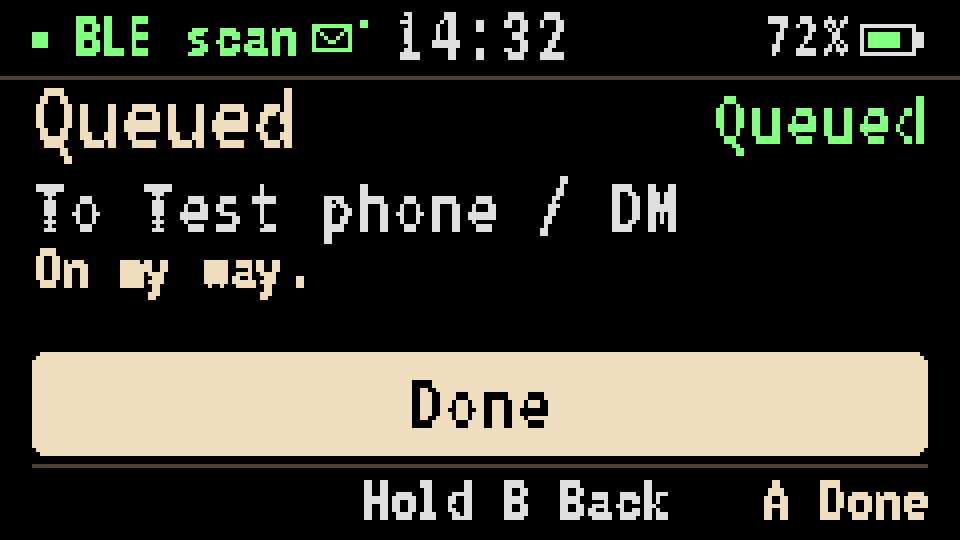 BLE scan 14:32 72%
Queued Queued
To Test phone / DM
On my way.
Done
Hold B Back A Done